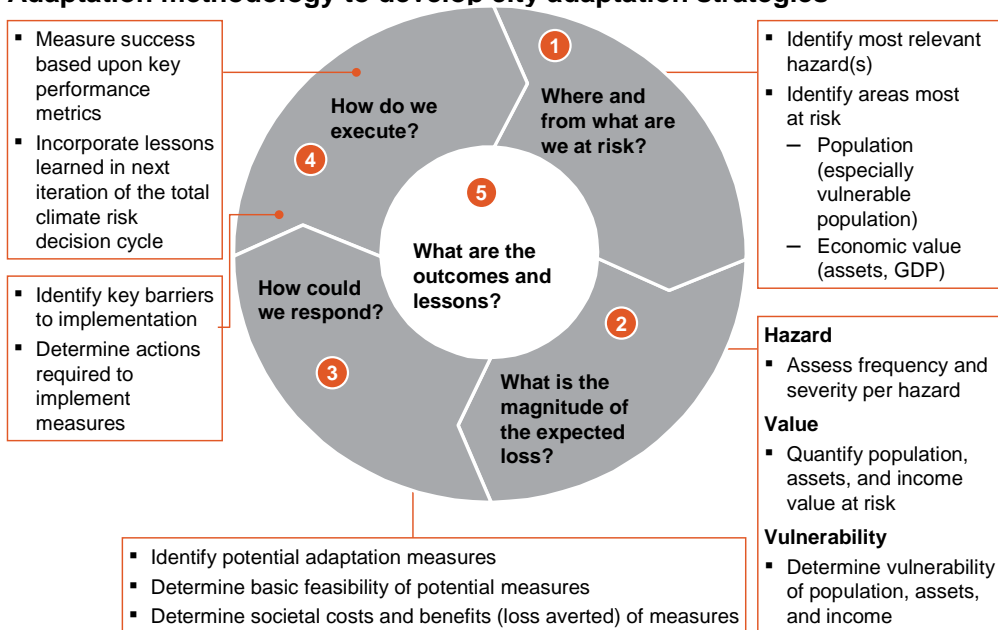 Adaptation methodology to develop city adaptation strategies
▪ Measure success
based upon key
performance
metrics
▪ Incorporate lessons
learned in next
iteration of the total
climate risk
decision cycle
▪ Identify key barriers
to implementation
▪ Determine actions
required to
implement
measures
1
Where and
from what are
we at risk?
How do we
execute?
4
5
What are the
outcomes and
lessons?
How could
we respond?
3
2
What is the
magnitude of
the expected
loss?
▪ Identify most relevant
hazard(s)
▪ Identify areas most
at risk
– Population
(especially
vulnerable
population)
– Economic value
(assets, GDP)
Hazard
▪ Assess frequency and
severity per hazard
Value
▪ Quantify population,
assets, and income
value at risk
Vulnerability
▪ Determine vulnerability
of population, assets,
and income
▪ Identify potential adaptation measures
▪ Determine basic feasibility of potential measures
▪ Determine societal costs and benefits (loss averted) of measures